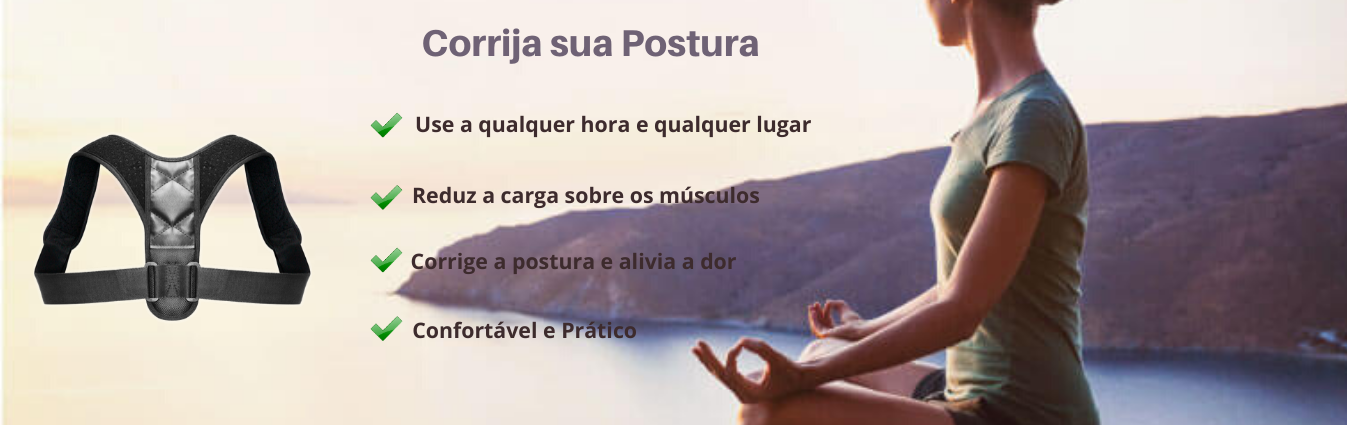 Corrija sua Postura
Use a qualquer hora e qualquer lugar
Reduz a carga sobre os músculos
Corrige a postura e alivia a dor
Confortável e Prático